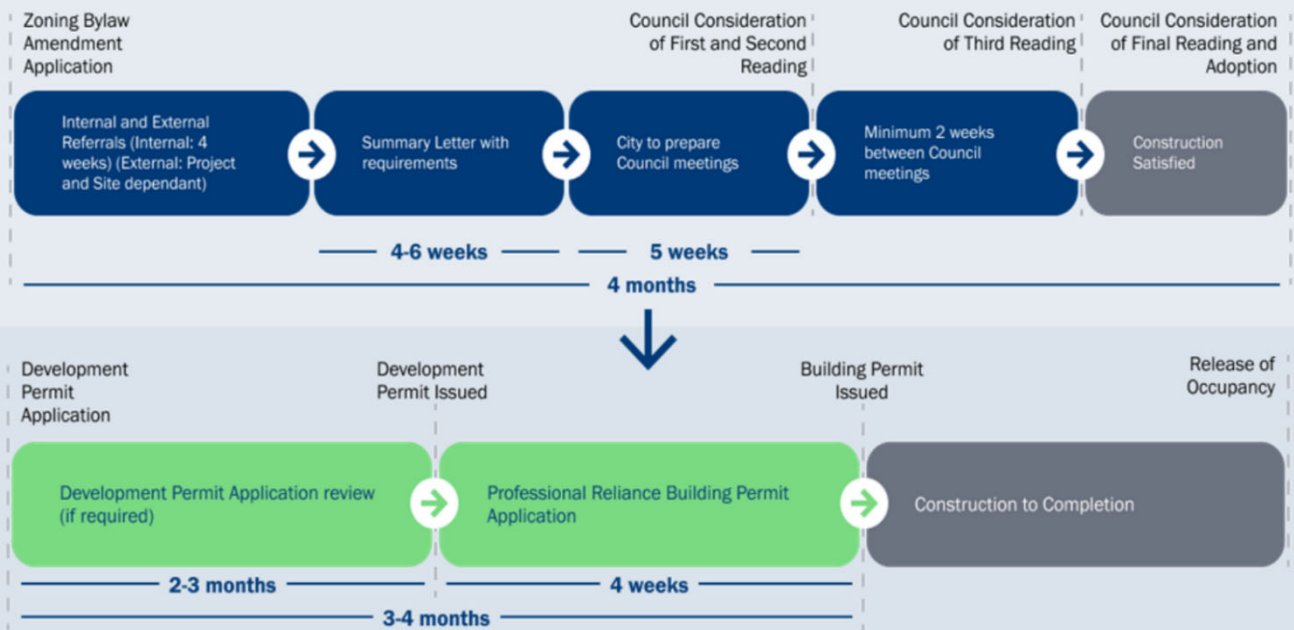 Zoning Bylaw
Amendment
Application
Council Consideration
of First and Second
Reading
Council Consideration
of Third Reading
Council Consideration
of Final Reading and
Adoption
Internal and External
Referrals (Internal: 4
weeks) (External: Project
and Site dependant)
Summary Letter with
requirements
City to prepare
Council meetings
Minimum 2 weeks
between Council
meetings
Construction
Satisfied
4-6 weeks
5 weeks
4 months
Development
Permit
Application
Development
Permit Issued
Building Permit
Issued
Release of
Occupancy
Development Permit Application review
(if required)
Professional Reliance Building Permit
Application
Construction to Completion
2-3 months
4 weeks
3-4 months